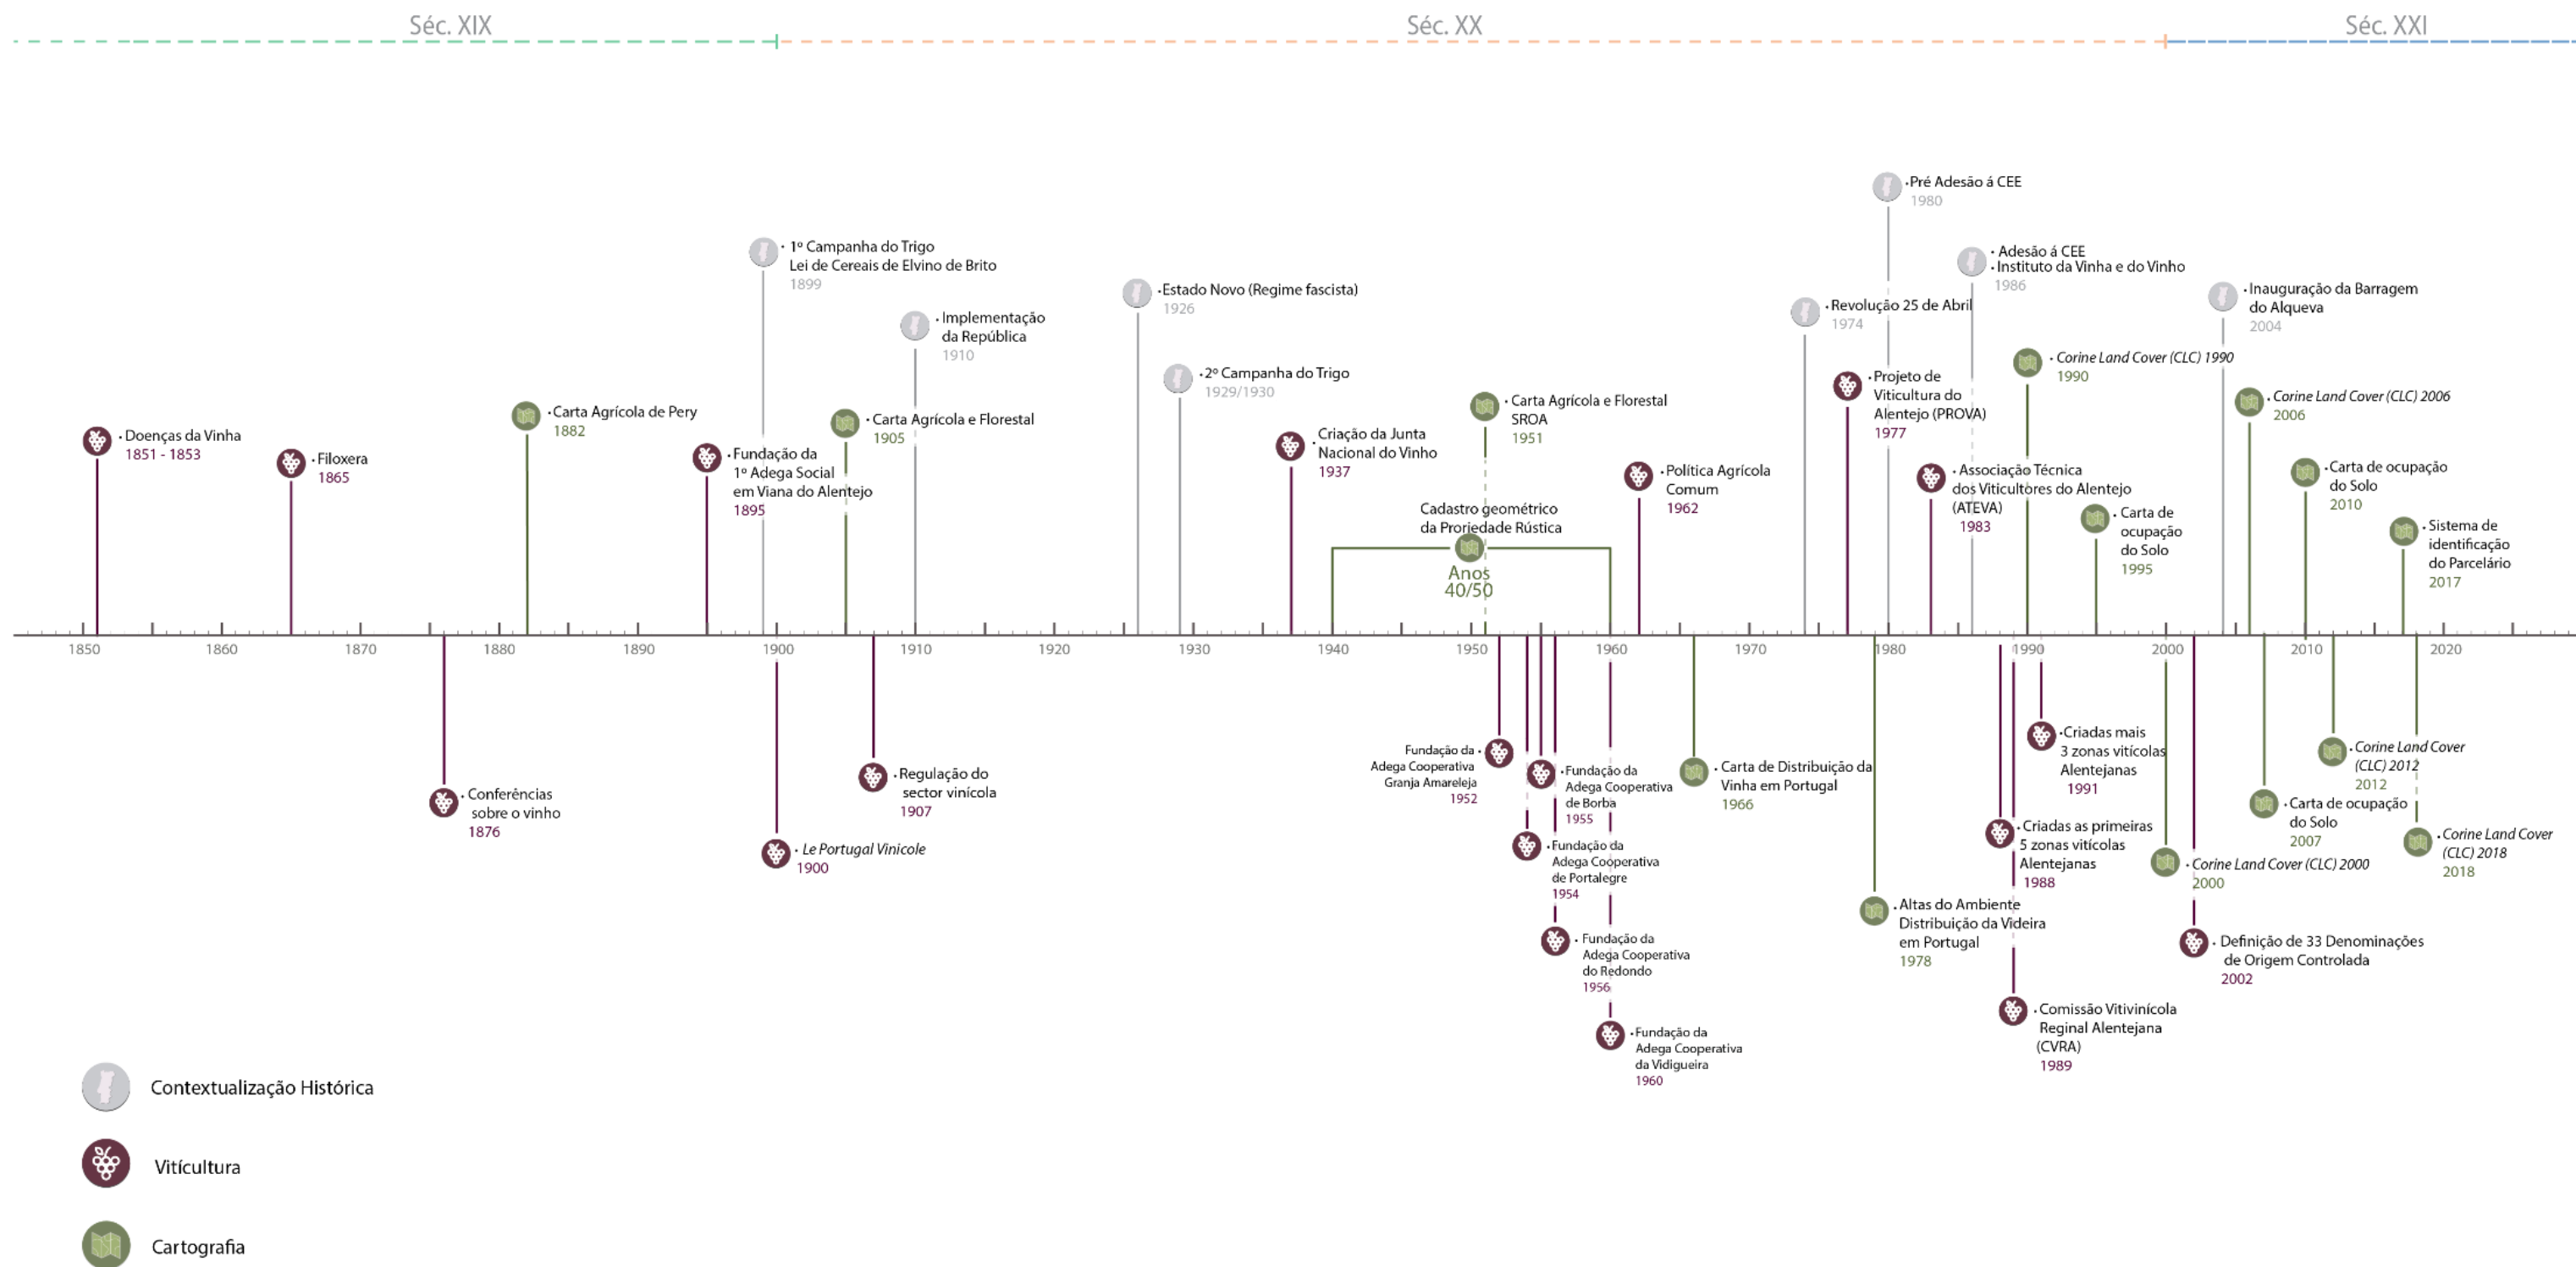 Séc. XIX
Séc. XX
Séc. XXI
·Pré Adesão á CEE
1980
· 1º Campanha do Trigo
Lei de Cereais de Elvino de Brito
1899
· Adesão á CEE
·Instituto da Vinha e do Vinho
1986
·Estado Novo (Regime fascista)
1926
·Inauguração da Barragem
do Alqueva
2004
·Revolução 25 de Abril
1974
· Implementação
da República
1910
· Corine Land Cover (CLC) 1990
1990
·2º Campanha do Trigo
1929/1930
·Projeto de
Viticultura do
Alentejo (PROVA)
1977
· Corine Land Cover (CLC) 2006
2006
· Carta Agrícola e Florestal
SROA
1951
·Carta Agrícola de Pery
1882
· Carta Agrícola e Florestal
1905
· Doenças da Vinha
1851 - 1853
· Criação da Junta
Nacional do Vinho
1937
·Filoxera
1865
·Fundação da
1º Adega Social
em Viana do Alentejo
1895
·Política Agrícola
Comum
1962
· Associação Técnica
dos Viticultores do Alentejo
(ATEVA)
1983
·Carta de ocupação
do Solo
2010
Cadastro geométrico
da Proriedade Rústica
Anos
40/50
· Carta de
ocupação
do Solo
1995
· Sistema de
identificação
do Parcelário
2017
1850
1860
1870
1880
1890
1900
1910
1920
1930
1940
1950
1960
1970
1980
1990
2000
2010
2020
· Conferências
sobre o vinho
1876
· Le Portugal Vinicole
1900
·Regulação do
sector vinícola
1907
Fundação da ·
Adega Cooperativa
Granja Amareleja
1952
·Fundação da
Adega Cooperativa
de Borba
1955
·Fundação da
Adega Cooperativa
de Portalegre
1954
· Fundação da
Adega Cooperativa
do Redondo
1956
·Fundação da
Adega Cooperativa
da Vidigueira
1960
· Carta de Distribuição da
Vinha em Portugal
1966
·Altas do Ambiente
Distribuição da Videira
em Portugal
1978
·Criadas mais
3 zonas vitícolas
Alentejanas
1991
·Criadas as primeiras
5 zonas vitícolas
Alentejanas
1988
·Comissão Vitivinícola
Reginal Alentejana
(CVRA)
1989
· Corine Land Cover (CLC) 2000
2000
· Definição de 33 Denominações
de Origem Controlada
2002
· Corine Land Cover
(CLC) 2012
2012
·Carta de ocupação
do Solo
2007
·Corine Land Cover
(CLC) 2018
2018
Contextualização Histórica
Vitícultura
Cartografia